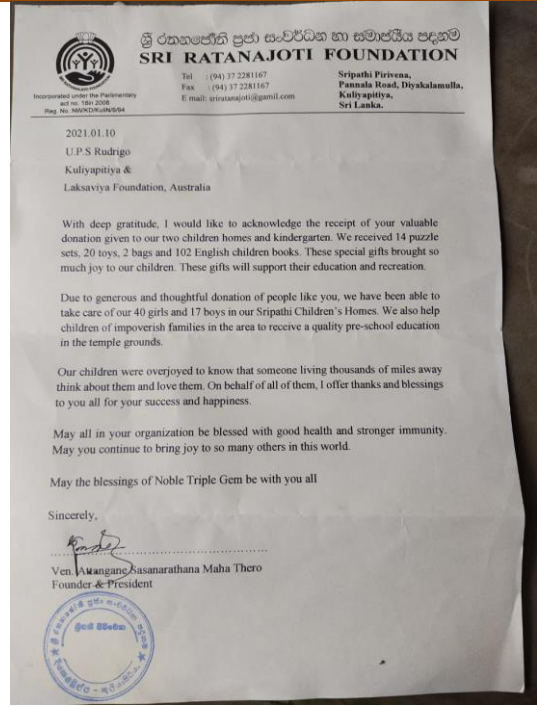 ශ්‍රී රතනජෝති ප්‍රජා සංවර්ධන හා සමාජයීය පදනම
SRI RATANAJOTI FOUNDATION
Incorporated under the Parlimentary
act no. 18in 2008
Reg. No.
Tel : (94) 37 2281167
Fax : (94) 37 2281167
E mail: sriratanajoti@gamil.com
Sripathi Pirivena,
Pannala Road, Diyakalamulla,
Kuliyapitiya,
Sri Lanka.
2021.01.10
U.P.S Rudrigo
Kuliyapitiya &
Laksaviya Foundation, Australia
With deep gratitude, I would like to acknowledge the receipt of your valuable
donation given to our two children homes and kindergarten. We received 14 puzzle
sets, 20 toys, 2 bags and 102 English children books. These special gifts brought so
much joy to our children. These gifts will support their education and recreation.
Due to generous and thoughtful donation of people like you, we have been able to
take care of our 40 girls and 17 boys in our Sripathi Children's Homes. We also help
children of impoverish families in the area to receive a quality pre-school education
in the temple grounds.
Our children were overjoyed to know that someone living thousands of miles away
think about them and love them. On behalf of all of them, I offer thanks and blessings
to you all for your success and happiness.
May all in your organization be blessed with good health and stronger immunity.
May you continue to bring joy to so many others in this world.
May the blessings of Noble Triple Gem be with you all
Sincerely,
Ven. Attangane Sasanarathana Maha Thero
Founder & President